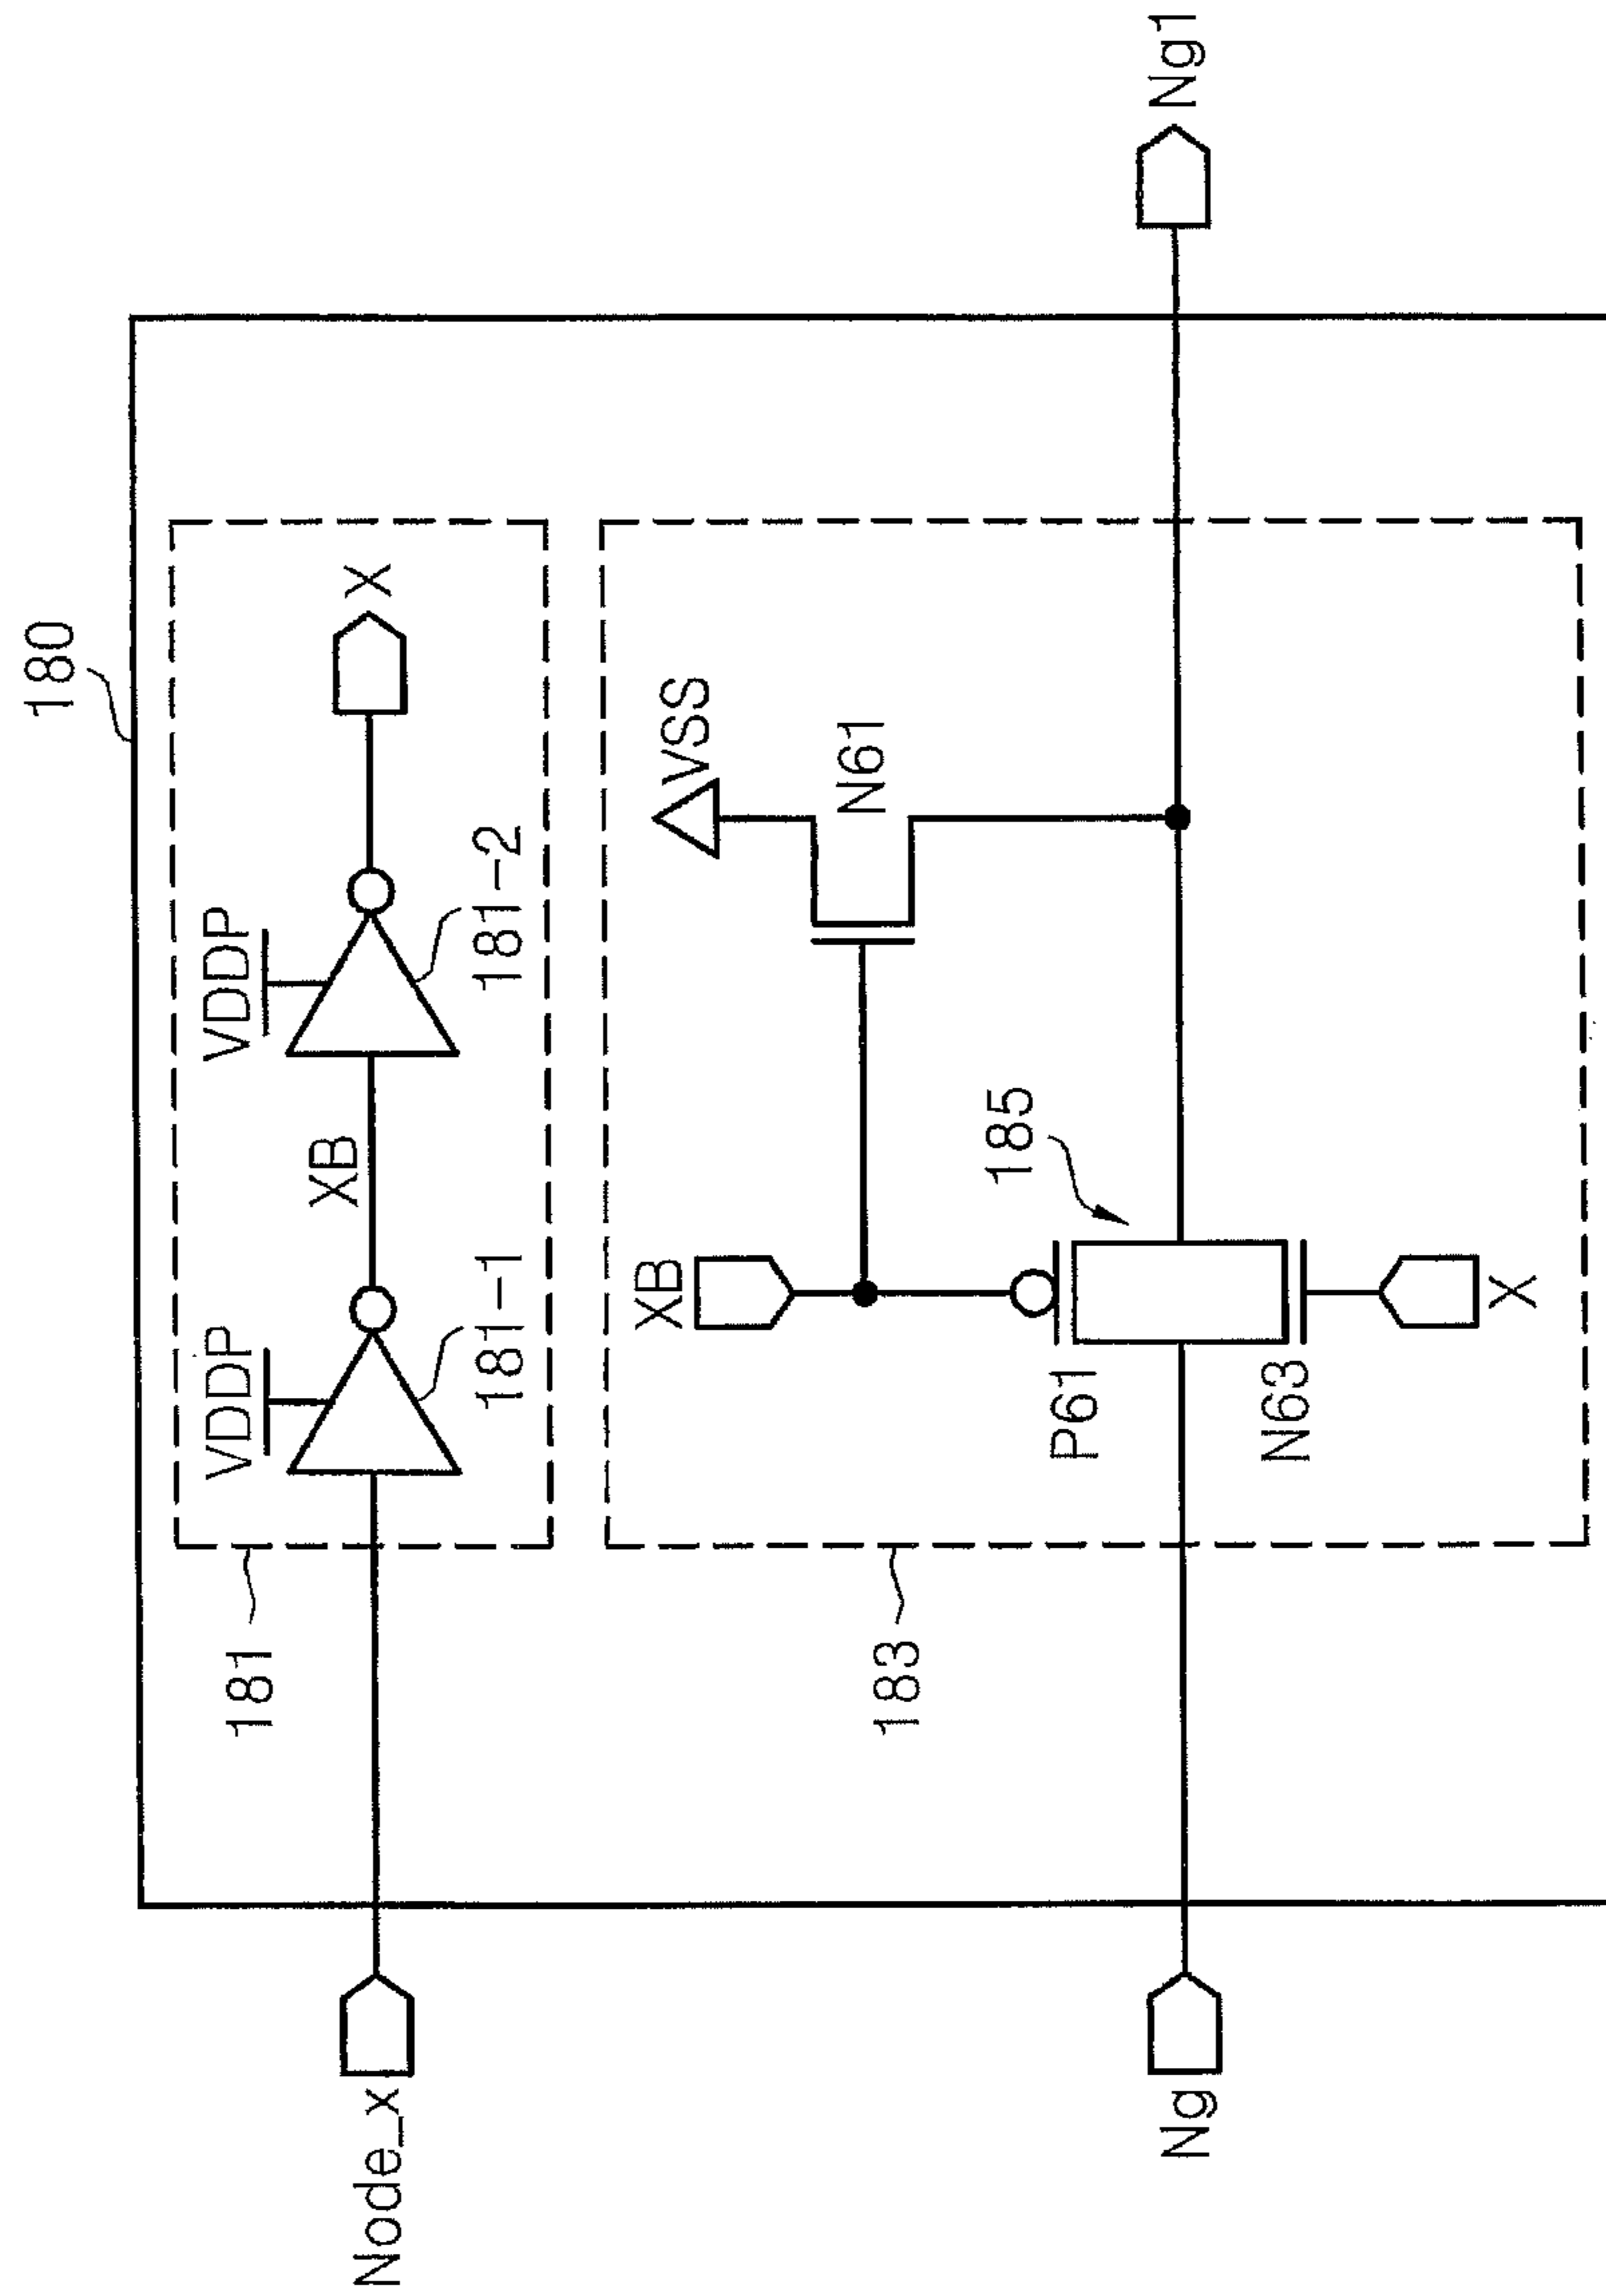 180
181
Node_x
VDDP
181-1
XB
VDDP
181-2
X
183
XB
VSS
N61
185
P61
N63
X
Ng
Ng1